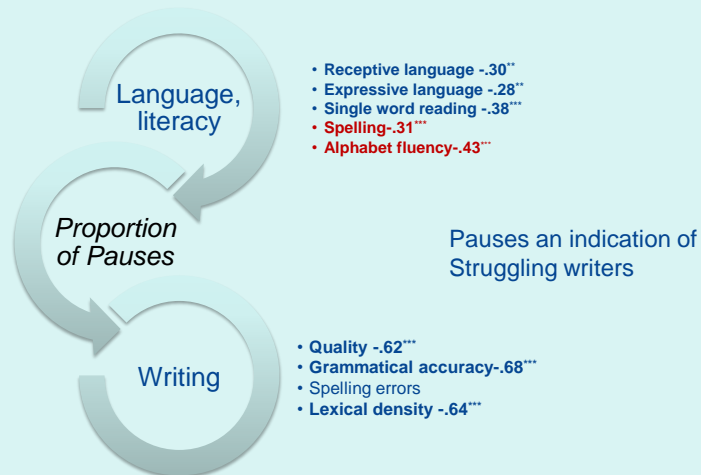 Language,
literacy
• Receptive language -.30**
• Expressive language -.28**
• Single word reading -.38***
• Spelling-.31***
• Alphabet fluency-.43***
Proportion
of Pauses
Pauses an indication of
Struggling writers
Writing
• Quality -.62***
• Grammatical accuracy-.68***
• Spelling errors
• Lexical density -.64***